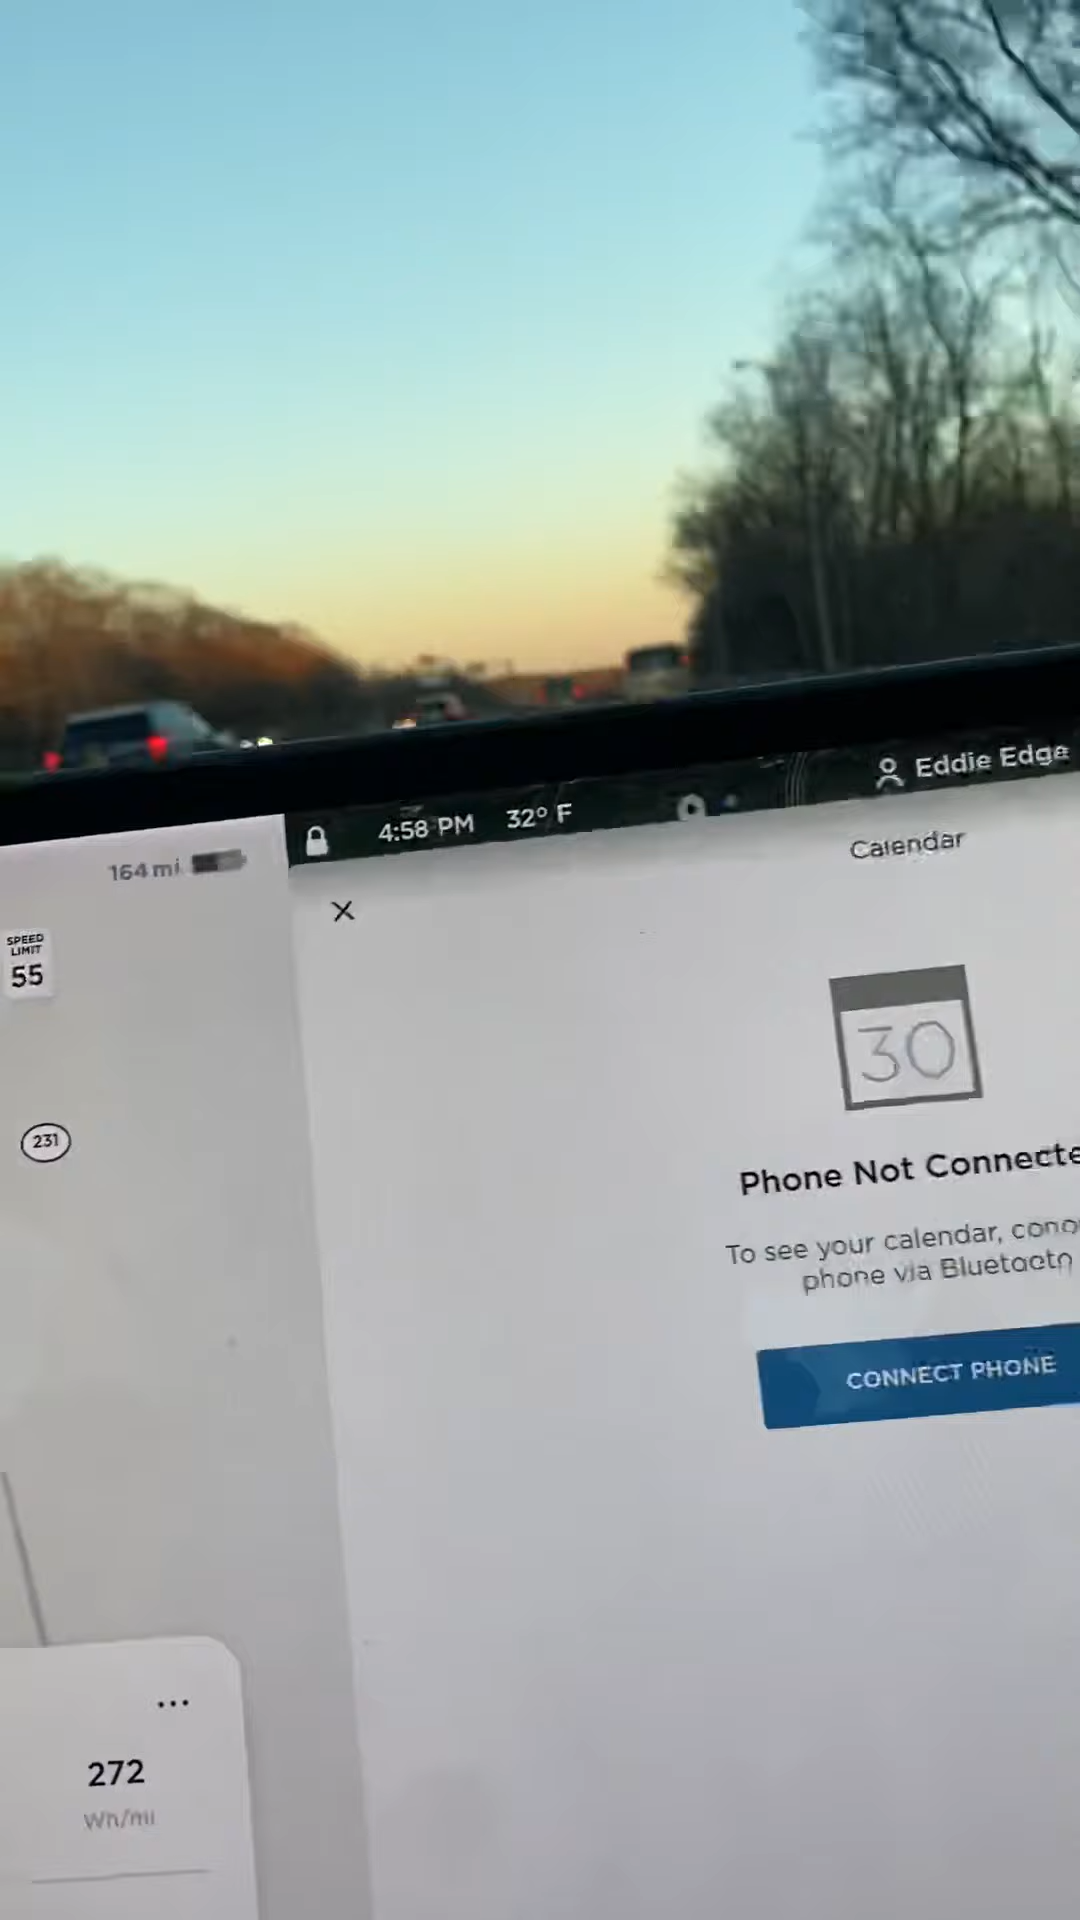 Eddie Edge
4:58 PM 32° F
164 mi
Calendar
SPEED
LIMIT
55
30
231
Phone Not Connecte
To see your calendar,
phone via
CONNECT PHONE
272
Wh/mi